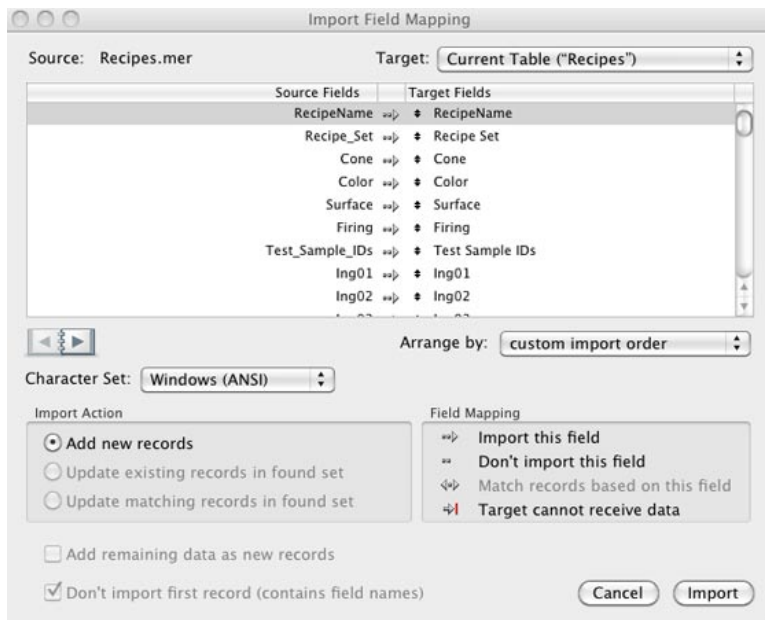 Import Field Mapping
Source: Recipes.mer Target: Current Table ("Recipes")
Source Fields Target Fields
RecipeName RecipeName
Recipe_Set Recipe Set
Cone Cone
Color Color
Surface Surface
Firing Firing
Test_Sample_IDs Test Sample IDs
Ing01 Ing01
Ing02 Ing02
Arrange by: custom import order
Character Set: Windows (ANSI)
Import Action Field Mapping
Add new records Import this field
Update existing records in found set Don't import this field
Update matching records in found set Match records based on this field
Target cannot receive data
Add remaining data as new records
Don't import first record (contains field names) Cancel Import